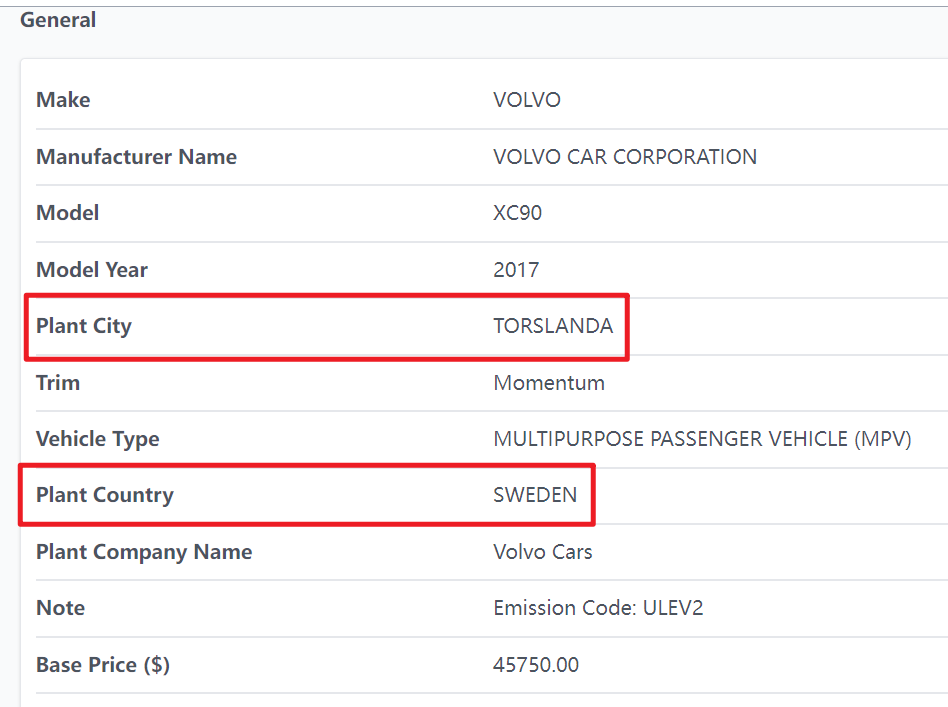 General
Make VOLVO
Manufacturer Name VOLVO CAR CORPORATION
Model XC90
Model Year 2017
Plant City TORSLANDA
Trim Momentum
Vehicle Type MULTIPURPOSE PASSENGER VEHICLE (MPV)
Plant Country SWEDEN
Plant Company Name Volvo Cars
Note Emission Code: ULEV2
Base Price ($) 45750.00